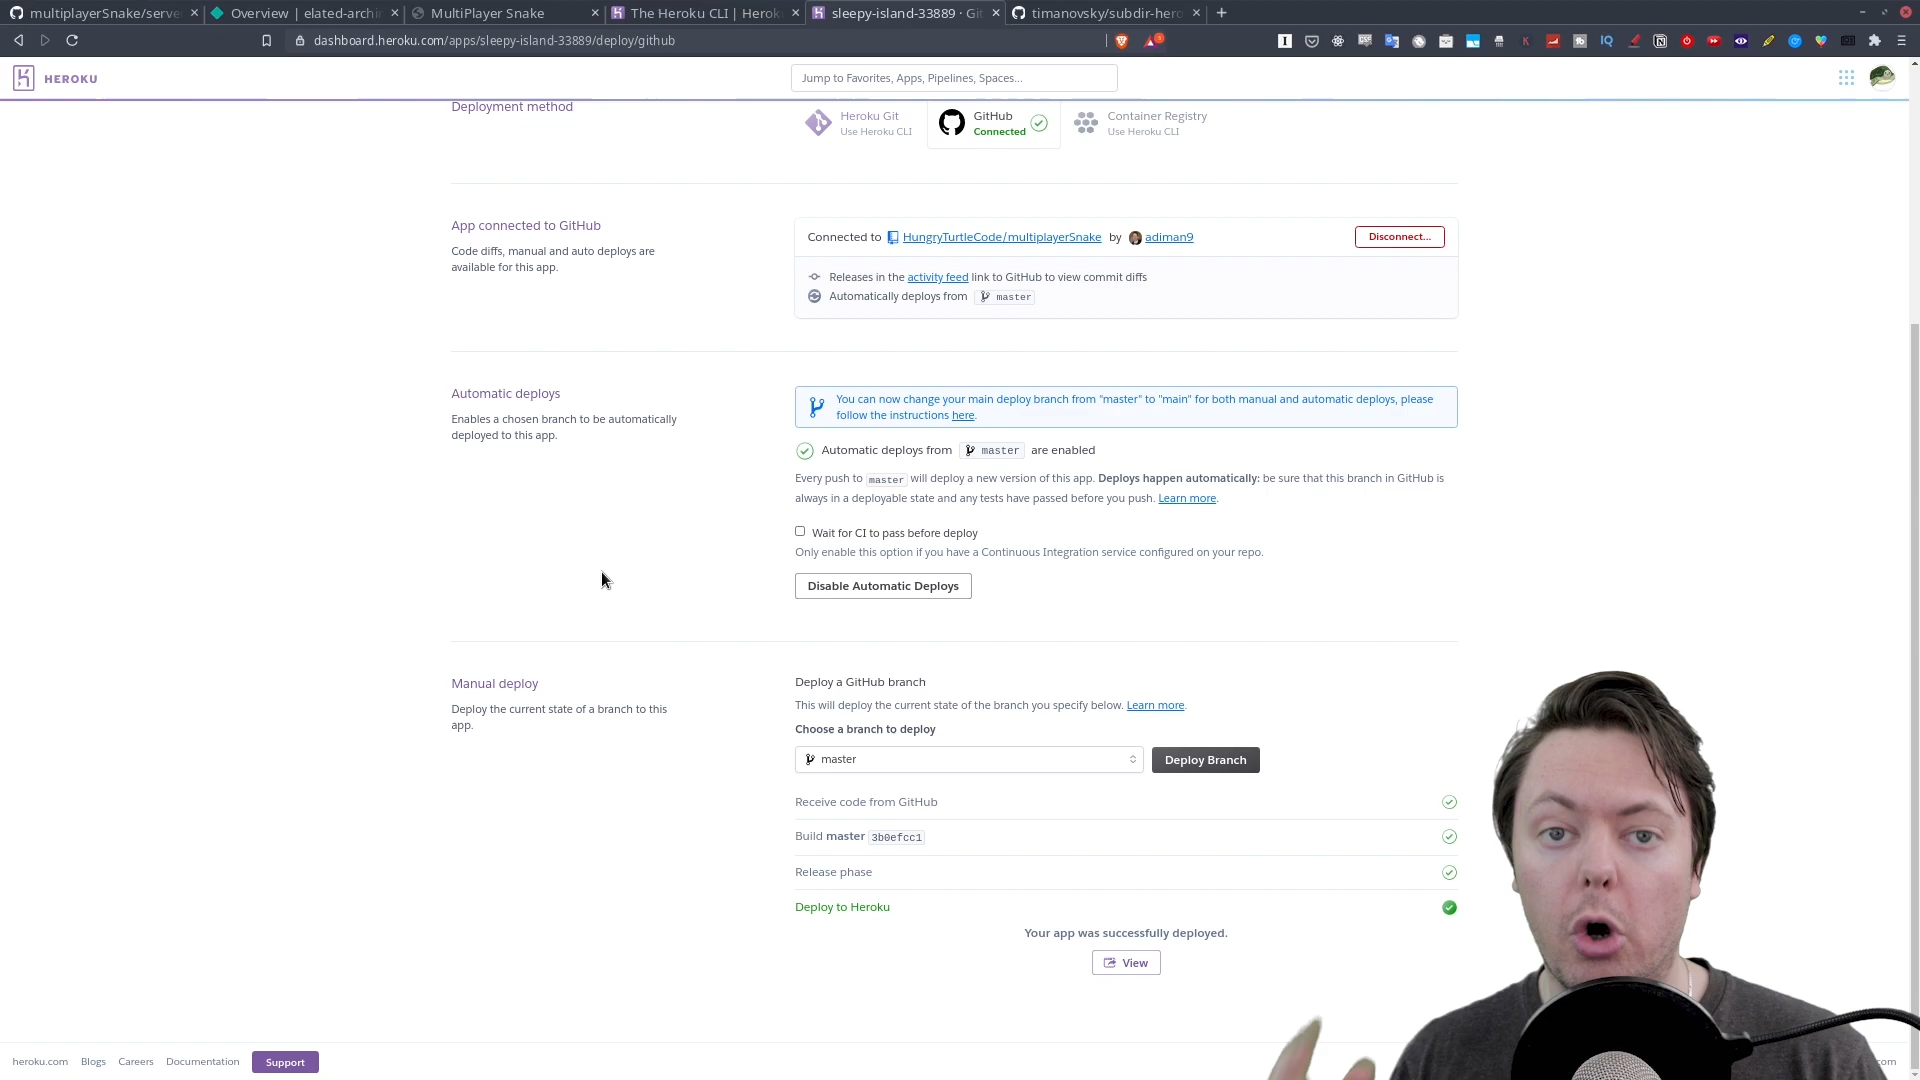 multiplayerSnake/serve
Overview | elated-archi
MultiPlayer Snake
The Heroku CLI | Herok
sleepy-island-33889 · Git
timanovsky/subdir-hero
dashboard.heroku.com/apps/sleepy-island-33889/deploy/github
HEROKU
Jump to Favorites, Apps, Pipelines, Spaces...
Deployment method
Heroku Git
Use Heroku CLI
GitHub
Connected
Container Registry
Use Heroku CLI
App connected to GitHub
Code diffs, manual and auto deploys are
available for this app.
Connected to HungryTurtleCode/multiplayerSnake by adiman9
Disconnect...
Releases in the activity feed link to GitHub to view commit diffs
Automatically deploys from master
Automatic deploys
Enables a chosen branch to be automatically
deployed to this app.
You can now change your main deploy branch from "master" to "main" for both manual and automatic deploys, please
follow the instructions here.
Automatic deploys from master are enabled
Every push to master will deploy a new version of this app. Deploys happen automatically: be sure that this branch in GitHub is
always in a deployable state and any tests have passed before you push. Learn more.
Wait for CI to pass before deploy
Only enable this option if you have a Continuous Integration service configured on your repo.
Disable Automatic Deploys
Manual deploy
Deploy the current state of a branch to this
app.
Deploy a GitHub branch
This will deploy the current state of the branch you specify below. Learn more.
Choose a branch to deploy
master
Deploy Branch
Receive code from GitHub
Build master 3b0efcc1
Release phase
Deploy to Heroku
Your app was successfully deployed.
View
heroku.com
Blogs
Careers
Documentation
Support
com